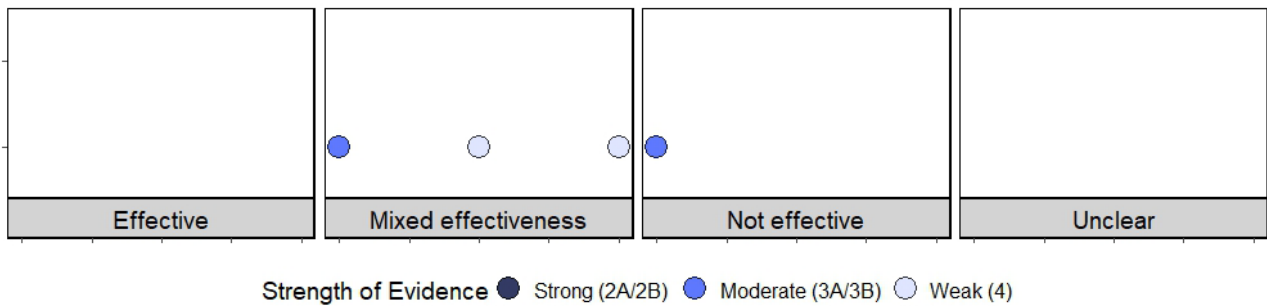 Effective
Mixed effectiveness
Not effective
Unclear
Strength of Evidence Strong (2A/2B) Moderate (3A/3B) Weak (4)